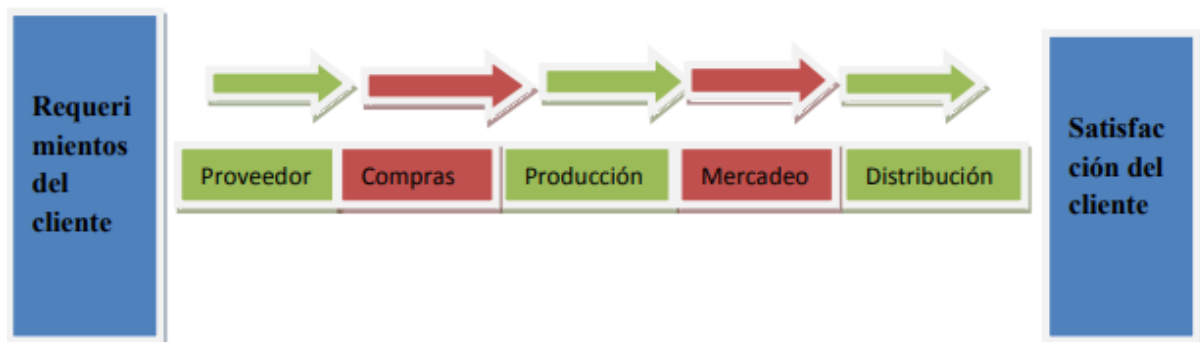 Requeri
mientos
del
cliente
Proveedor
Compras
Producción
Mercadeo
Distribución
Satisfac
ción del
cliente